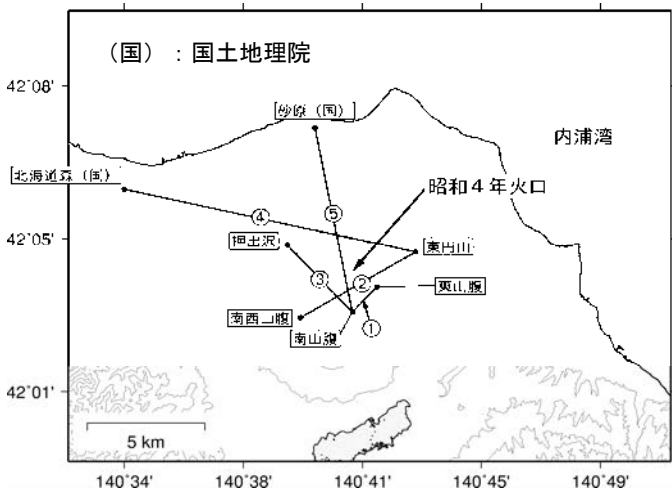 （国）：国土地理院
42°08'
砂原（国）
内浦湾
北海道森（国）
昭和４年火口
⑤
④
42°05'
押出沢
東円山
③
②
東山腹
南西山腹
南山腹
①
42°01'
5 km
140°34'
140°38'
140°41'
140°45'
140°49'